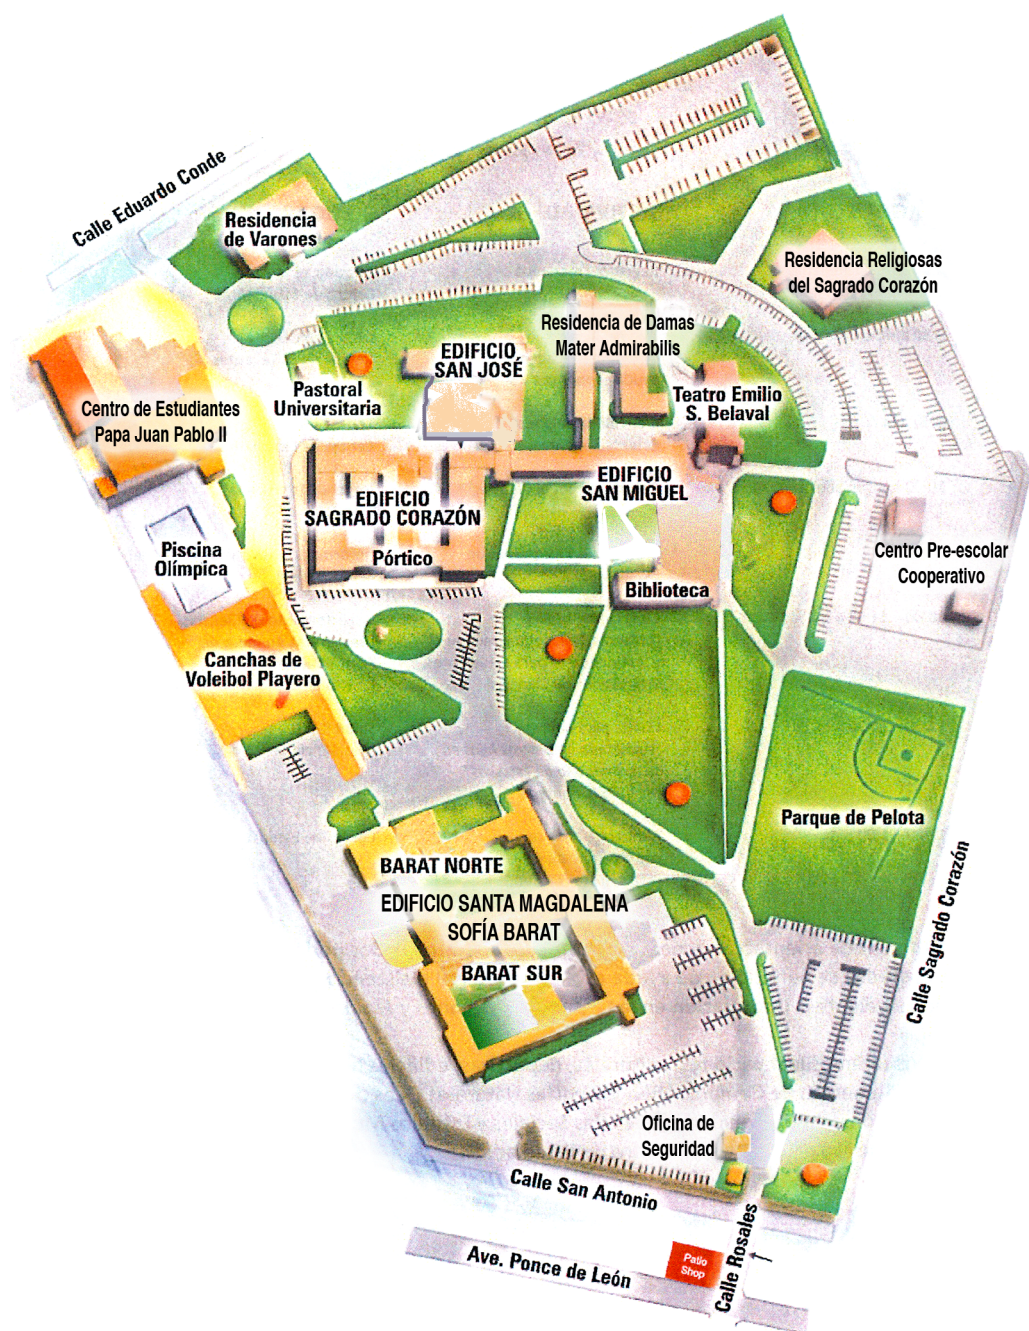 Calle Eduardo Conde
Residencia
de Varones
Residencia Religiosas
del Sagrado Corazón
Residencia de Damas
Mater Admirabilis
EDIFICIO
SAN JOSÉ
Pastoral
Universitaria
Teatro Emilio
S. Belaval
Centro de Estudiantes
Papa Juan Pablo II
EDIFICIO
SAN MIGUEL
EDIFICIO
SAGRADO CORAZÓN
Pórtico
Piscina
Olímpica
Centro Pre-escolar
Cooperativo
Biblioteca
Canchas de
Voleibol Playero
Parque de Pelota
BARAT NORTE
EDIFICIO SANTA MAGDALENA
SOFÍA BARAT
BARAT SUR
Calle Sagrado Corazón
Oficina de
Seguridad
Calle San Antonio
Calle Rosales
Patio
Shop
Ave. Ponce de León